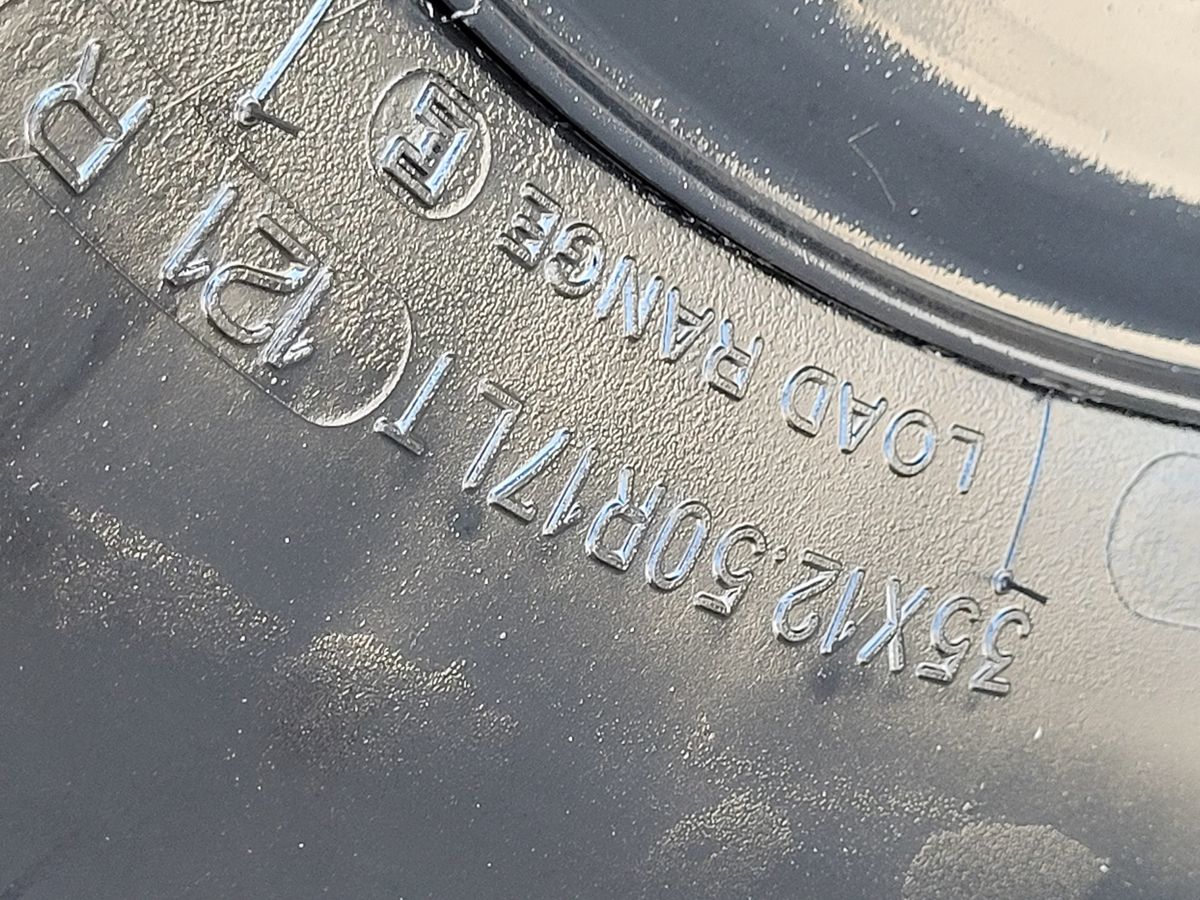 35X12.50R17LT 121 R
LOAD RANGE E